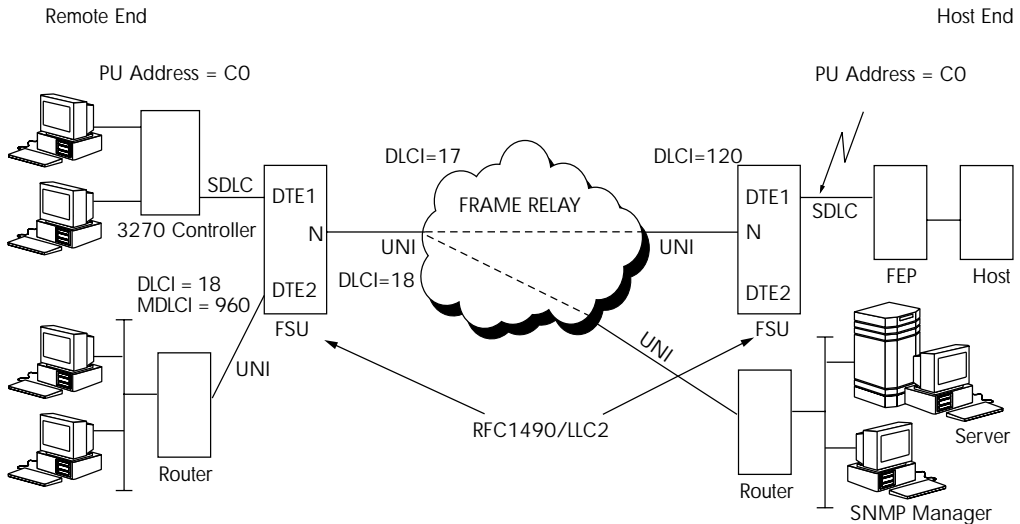 Remote End
Host End
PU Address = C0
PU Address = C0
DLCI=17
DLCI=120
SDLC
DTE1
FRAME RELAY
DTE1
SDLC
3270 Controller
N
UNI
UNI
N
DLCI = 18
MDLCI = 960
DLCI=18
FEP
Host
DTE2
DTE2
FSU
FSU
UNI
UNI
RFC1490/LLC2
Router
Server
Router
SNMP Manager